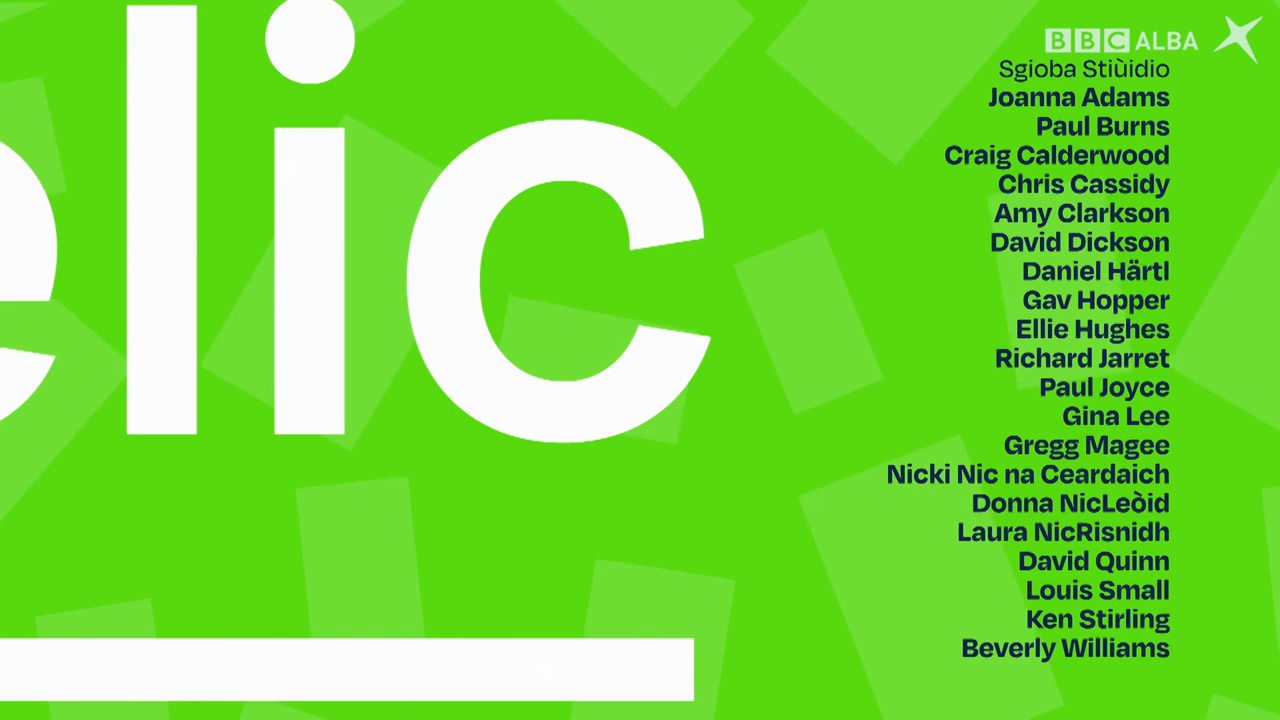 elic
BBC ALBA
Sgioba Stiùidio
Joanna Adams
Paul Burns
Craig Calderwood
Chris Cassidy
Amy Clarkson
David Dickson
Daniel Härtl
Gav Hopper
Ellie Hughes
Richard Jarret
Paul Joyce
Gina Lee
Gregg Magee
Nicki Nic na Ceardaich
Donna NicLeòid
Laura NicRisnidh
David Quinn
Louis Small
Ken Stirling
Beverly Williams